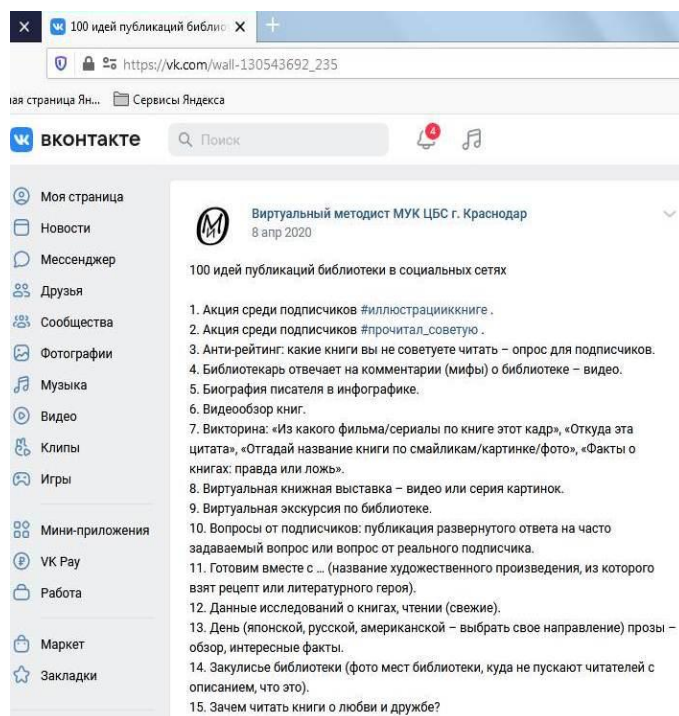 100 идей публикаций библио
https://vk.com/wall-130543692_235
ая страница Ян... Сервисы Яндекса
вконтакте
Поиск
4
Моя страница
Новости
Мессенджер
Друзья
Сообщества
Фотографии
Музыка
Видео
Клипы
Игры
Мини-приложения
VK Pay
Работа
Маркет
Закладки
Виртуальный методист МУК ЦБС г. Краснодар
8 апр 2020
100 идей публикаций библиотеки в социальных сетях
1. Акция среди подписчиков #иллюстрацииккниге .
2. Акция среди подписчиков #прочитал_советую .
3. Анти-рейтинг: какие книги вы не советуете читать – опрос для подписчиков.
4. Библиотекарь отвечает на комментарии (мифы) о библиотеке – видео.
5. Биография писателя в инфографике.
6. Видеообзор книг.
7. Викторина: «Из какого фильма/сериалы по книге этот кадр», «Откуда эта
цитата», «Отгадай название книги по смайликам/картинке/фото», «Факты о
книгах: правда или ложь».
8. Виртуальная книжная выставка – видео или серия картинок.
9. Виртуальная экскурсия по библиотеке.
10. Вопросы от подписчиков: публикация развернутого ответа на часто
задаваемый вопрос или вопрос от реального подписчика.
11. Готовим вместе с … (название художественного произведения, из которого
взят рецепт или литературного героя).
12. Данные исследований о книгах, чтении (свежие).
13. День (японской, русской, американской – выбрать свое направление) прозы –
обзор, интересные факты.
14. Закулисье библиотеки (фото мест библиотеки, куда не пускают читателей с
описанием, что это).
15. Зачем читать книги о любви и дружбе?